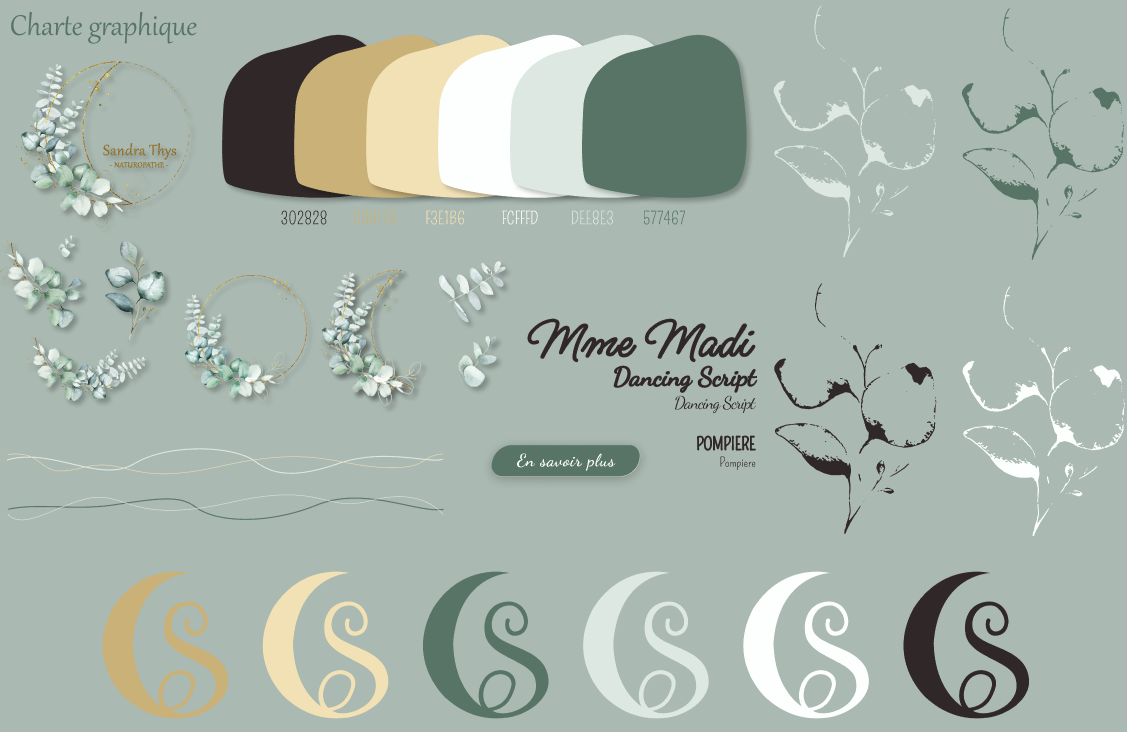 Charte graphique
Sandra Thys
- NATUROPATHE -
302828 F3E1B6 FCFFFD DEE8E3 577467
Mme Madi
Dancing Script
Dancing Script
POMPIERE
Pompiere
En savoir plus